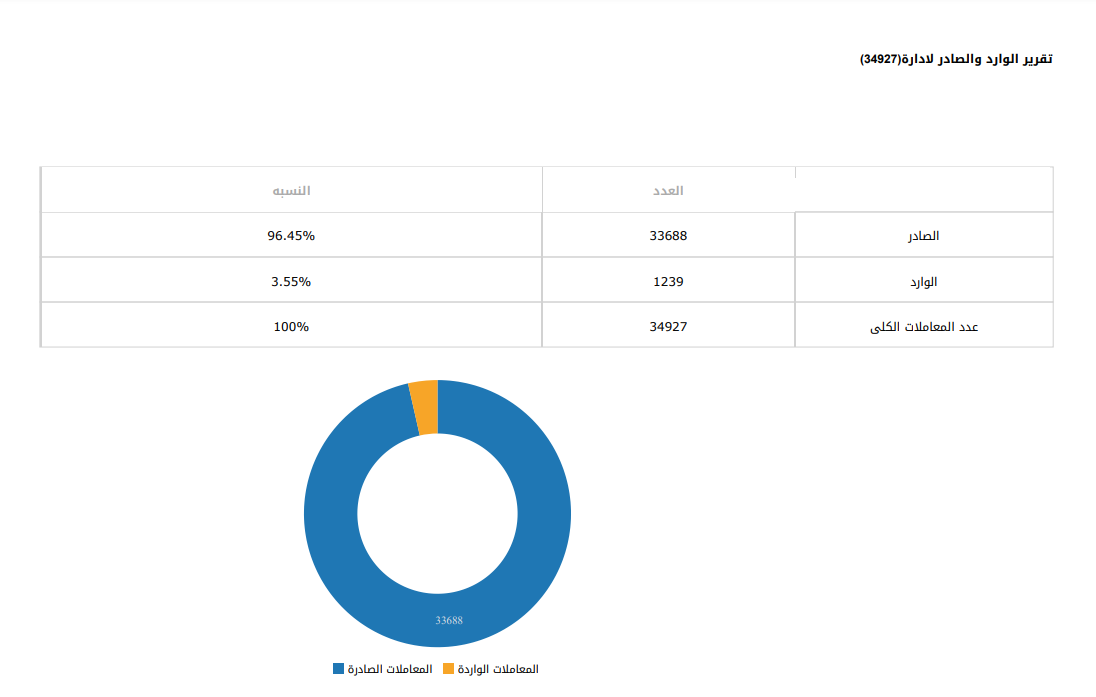 تقرير الوارد والصادر لادارة(34927)
العدد النسبه
الصادر 33688 96.45%
الوارد 1239 3.55%
عدد المعاملات الكلى 34927 100%
33688
المعاملات الواردة المعاملات الصادرة